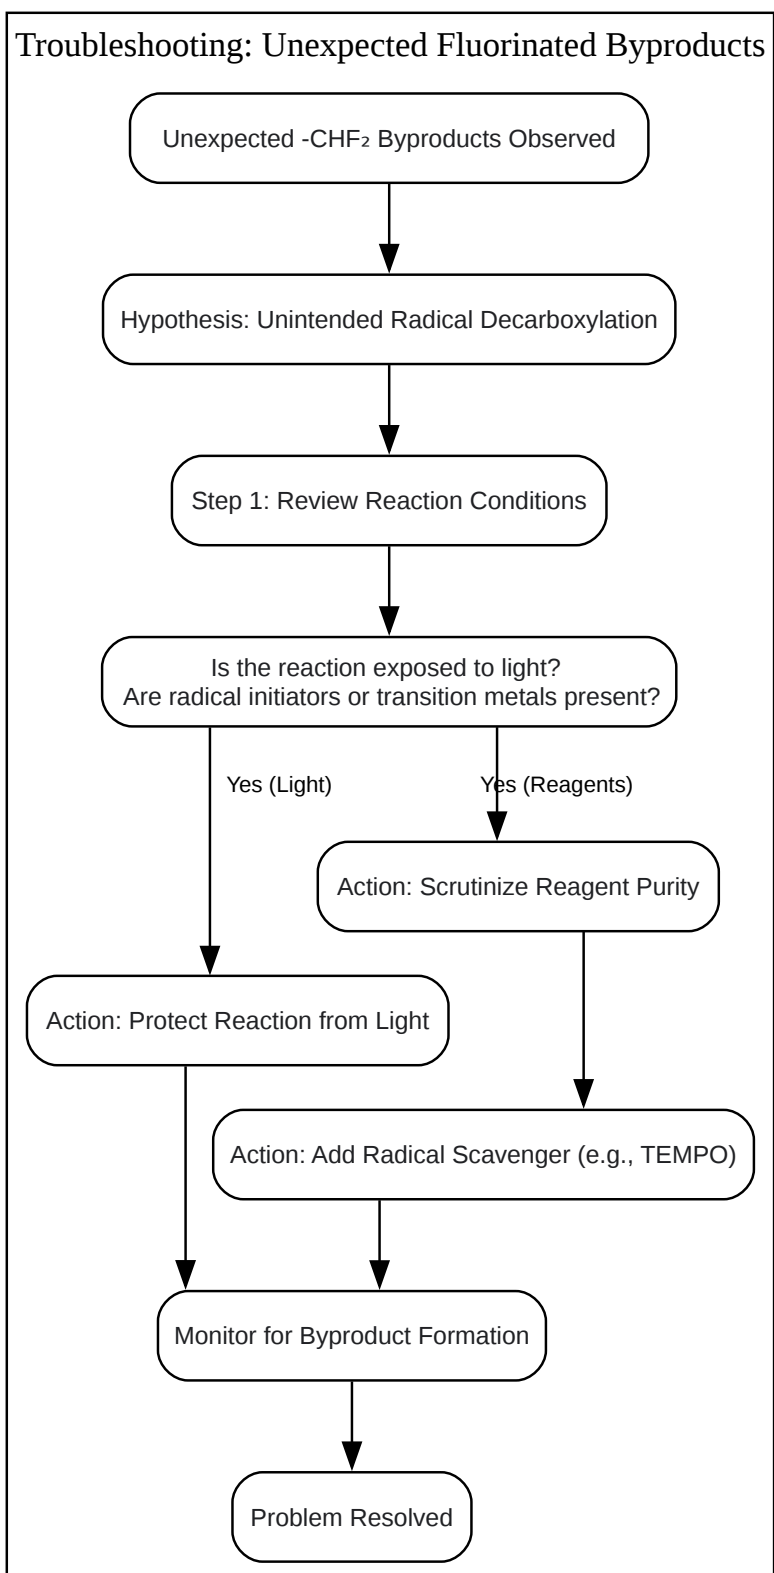 Troubleshooting: Unexpected Fluorinated Byproducts
Unexpected -CHF₂ Byproducts Observed
Hypothesis: Unintended Radical Decarboxylation
Step 1: Review Reaction Conditions
Is the reaction exposed to light?
Are radical initiators or transition metals present?
Yes (Light)
Yes (Reagents)
Action: Scrutinize Reagent Purity
Action: Protect Reaction from Light
Action: Add Radical Scavenger (e.g., TEMPO)
Monitor for Byproduct Formation
Problem Resolved